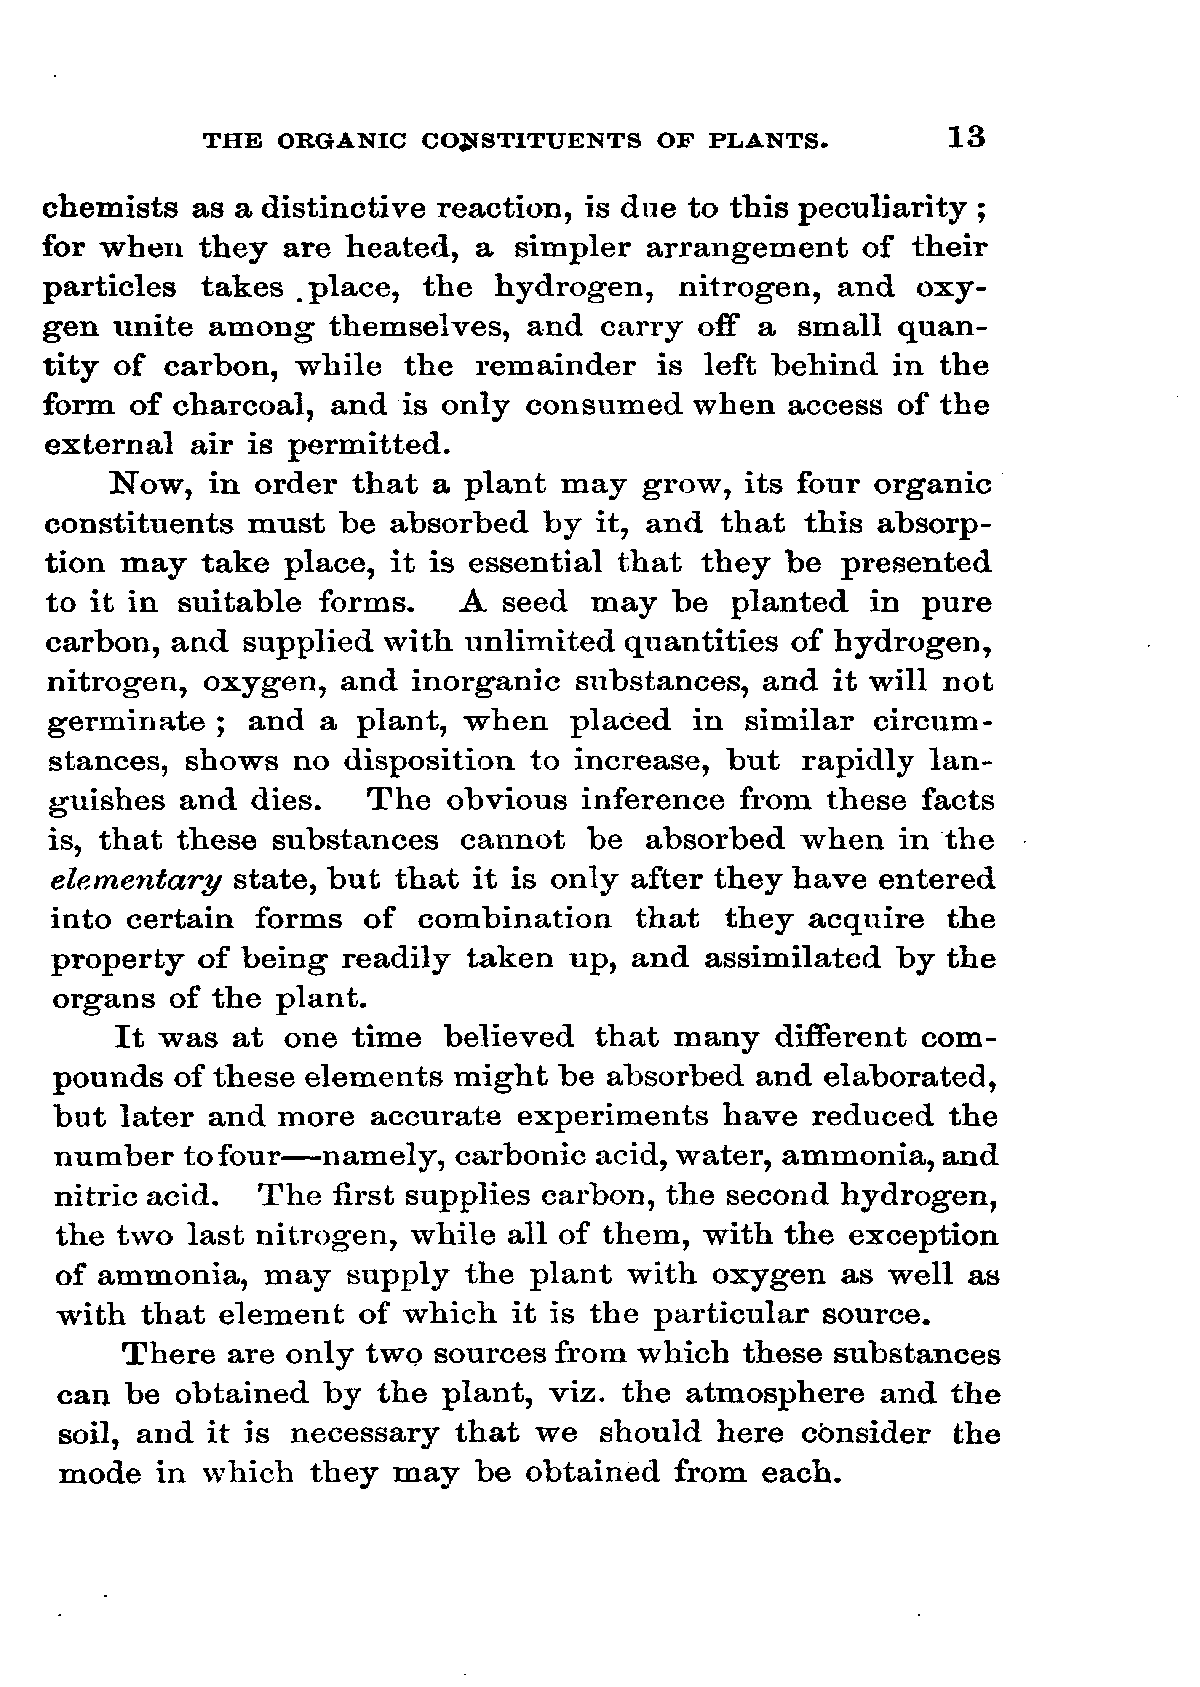 THE ORGANIC CONSTITUENTS OF PLANTS. 13
chemists as a distinctive reaction, is due to this peculiarity ;
for when they are heated, a simpler arrangement of their
particles takes place, the hydrogen, nitrogen, and oxy-
gen unite among themselves, and carry off a small quan-
tity of carbon, while the remainder is left behind in the
form of charcoal, and is only consumed when access of the
external air is permitted.
Now, in order that a plant may grow, its four organic
constituents must be absorbed by it, and that this absorp-
tion may take place, it is essential that they be presented
to it in suitable forms. A seed may be planted in pure
carbon, and supplied with unlimited quantities of hydrogen,
nitrogen, oxygen, and inorganic substances, and it will not
germinate ; and a plant, when placed in similar circum-
stances, shows no disposition to increase, but rapidly lan-
guishes and dies. The obvious inference from these facts
is, that these substances cannot be absorbed when in the
elementary state, but that it is only after they have entered
into certain forms of combination that they acquire the
property of being readily taken up, and assimilated by the
organs of the plant.
It was at one time believed that many different com-
pounds of these elements might be absorbed and elaborated,
but later and more accurate experiments have reduced the
number to four—namely, carbonic acid, water, ammonia, and
nitric acid. The first supplies carbon, the second hydrogen,
the two last nitrogen, while all of them, with the exception
of ammonia, may supply the plant with oxygen as well as
with that element of which it is the particular source.
There are only two sources from which these substances
can be obtained by the plant, viz. the atmosphere and the
soil, and it is necessary that we should here consider the
mode in which they may be obtained from each.